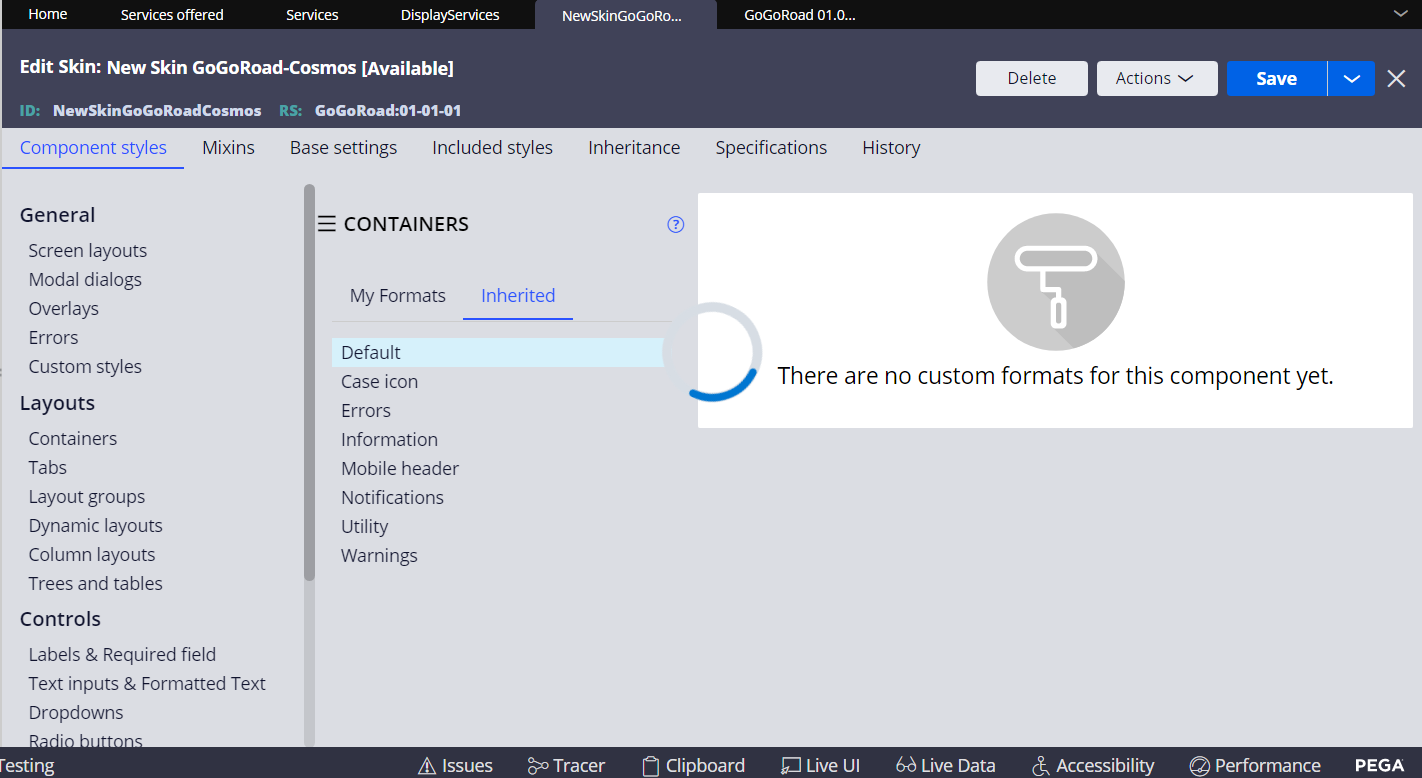 Home Services offered Services DisplayServices NewSkinGoGoRo... GoGoRoad 01.0...
Edit Skin: New Skin GoGoRoad-Cosmos [Available]
Delete Actions Save
ID: NewSkinGoGoRoadCosmos RS: GoGoRoad:01-01-01
Component styles Mixins Base settings Included styles Inheritance Specifications History
General
Screen layouts
Modal dialogs
Overlays
Errors
Custom styles
Layouts
Containers
Tabs
Layout groups
Dynamic layouts
Column layouts
Trees and tables
Controls
Labels & Required field
Text inputs & Formatted Text
Dropdowns
Radio buttons
CONTAINERS ?
My Formats Inherited
Default
Case icon
Errors
Information
Mobile header
Notifications
Utility
Warnings
There are no custom formats for this component yet.
Testing Issues Tracer Clipboard Live UI Live Data Accessibility Performance PEGA